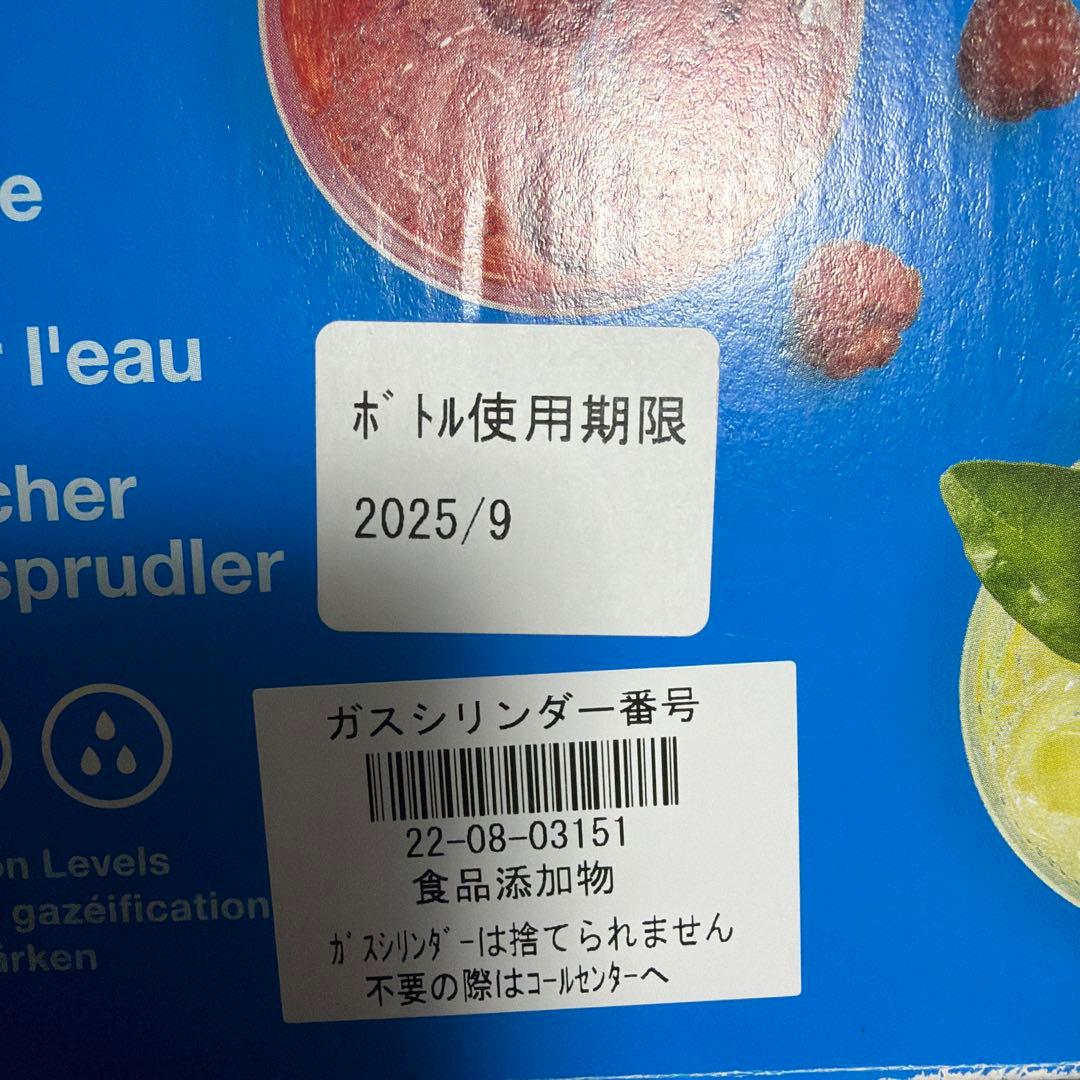 e
r l'eau
cher
sprudler
ﾎﾞﾄﾙ使用期限
2025/9
ガスシリンダー番号
22-08-03151
食品添加物
ｶﾞｽｼﾘﾝﾀﾞｰは捨てられません
不要の際はｺｰﾙｾﾝﾀｰへ
on Levels
gazéification
ärken